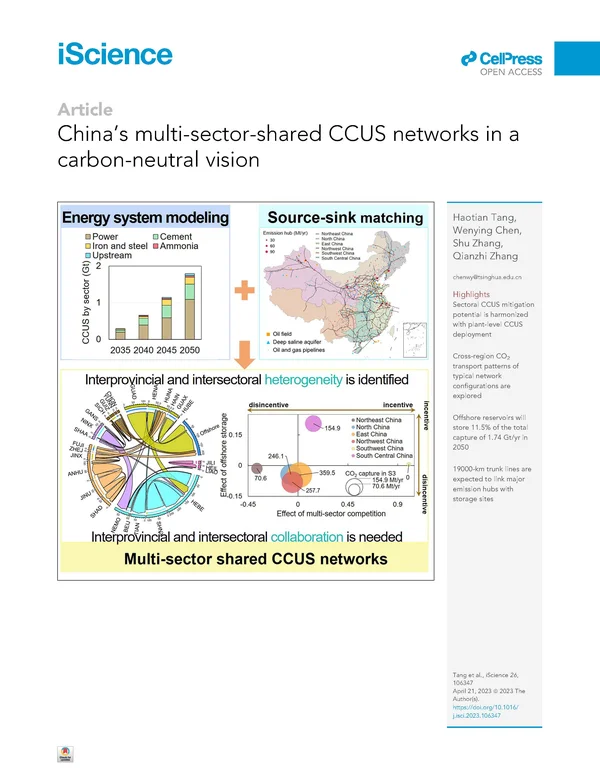 iScience
CellPress
OPEN ACCESS
Article
China's multi-sector-shared CCUS networks in a
carbon-neutral vision
Energy system modeling
Power
Cement
Iron and steel
Ammonia
Upstream
CCUS by sector (Gt)
2
1
0
2035 2040 2045 2050
Source-sink matching
Emission hub (Mt/yr)
30
60
90
Northeast China
North China
East China
Northwest China
Southwest China
South Central China
Oil field
Deep saline aquifer
Oil and gas pipelines
Interprovincial and intersectoral heterogeneity is identified
GUAD
HENA
HUNA
HAIN
GUAX
HUBE
Offshore
JILI
LIAO
HEBE
SHNX
TIAN
BEIJ
NEMO
SHAD
JINU
ANHU
JINX
ZHEJ
FUJI
SHAA
NINX
GANS
SICH
disincentive
incentive
incentive
disincentive
Effect of offshore storage
0.15
0
-0.15
-0.45
0
0.45
0.9
Effect of multi-sector competition
154.9
246.1
70.6
359.5
257.7
0
Northeast China
North China
East China
Northwest China
Southwest China
South Central China
CO2 capture in S3
154.9 Mt/yr
70.6 Mt/yr
Interprovincial and intersectoral collaboration is needed
Multi-sector shared CCUS networks
Haotian Tang,
Wenying Chen,
Shu Zhang,
Qianzhi Zhang
chenwy@tsinghua.edu.cn
Highlights
Sectoral CCUS mitigation
potential is harmonized
with plant-level CCUS
deployment
Cross-region CO2
transport patterns of
typical network
configurations are
explored
Offshore reservoirs will
store 11.5% of the total
capture of 1.74 Gt/yr in
2050
19000-km trunk lines are
expected to link major
emission hubs with
storage sites
Tang et al., iScience 26,
106347
April 21, 2023 © 2023 The
Author(s).
https://doi.org/10.1016/
j.isci.2023.106347